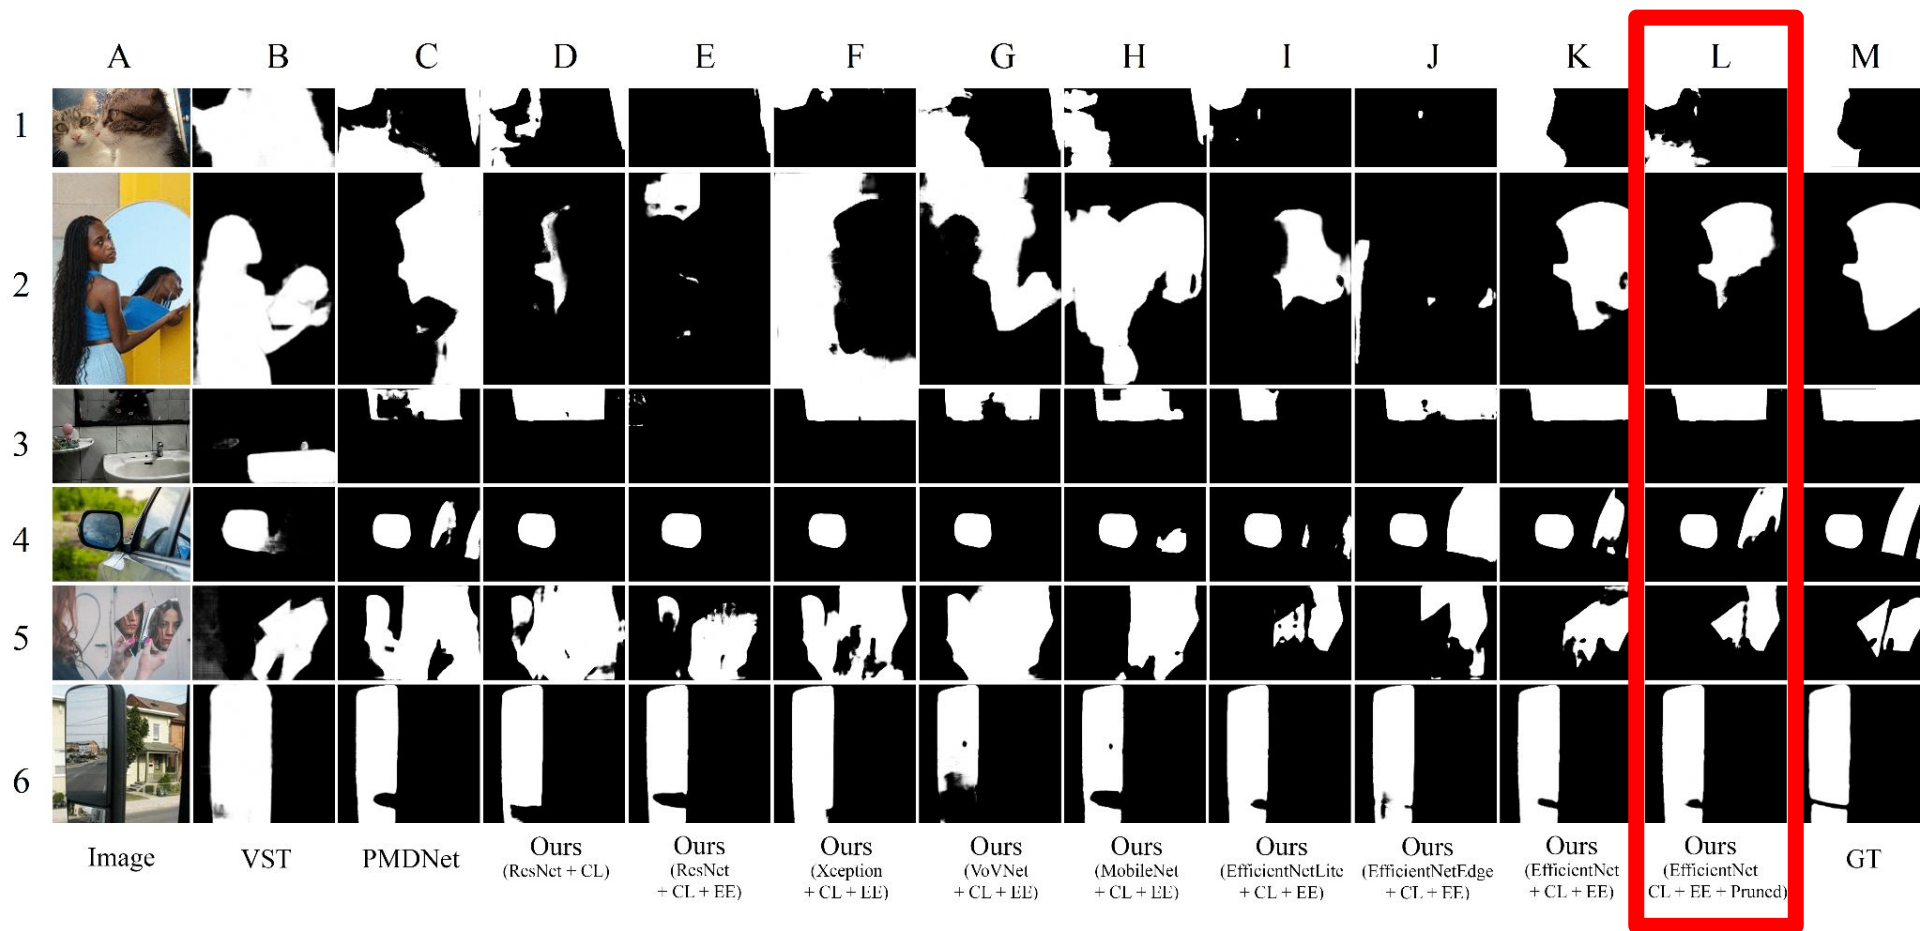 A B C D E F G H I J K L M
1
2
3
4
5
6
Image VST PMDNet Ours Ours Ours Ours Ours Ours Ours Ours Ours GT
(ResNet + CL) (ResNet (Xception (VoVNet (MobileNet (EfficientNetLite (EfficientNetEdge (EfficientNet (EfficientNet
+ CL + EE) + CL + EE) + CL + EE) + CL + EE) + CL + EE) + CL + EE) + CL + EE) CL + EE + Pruned)